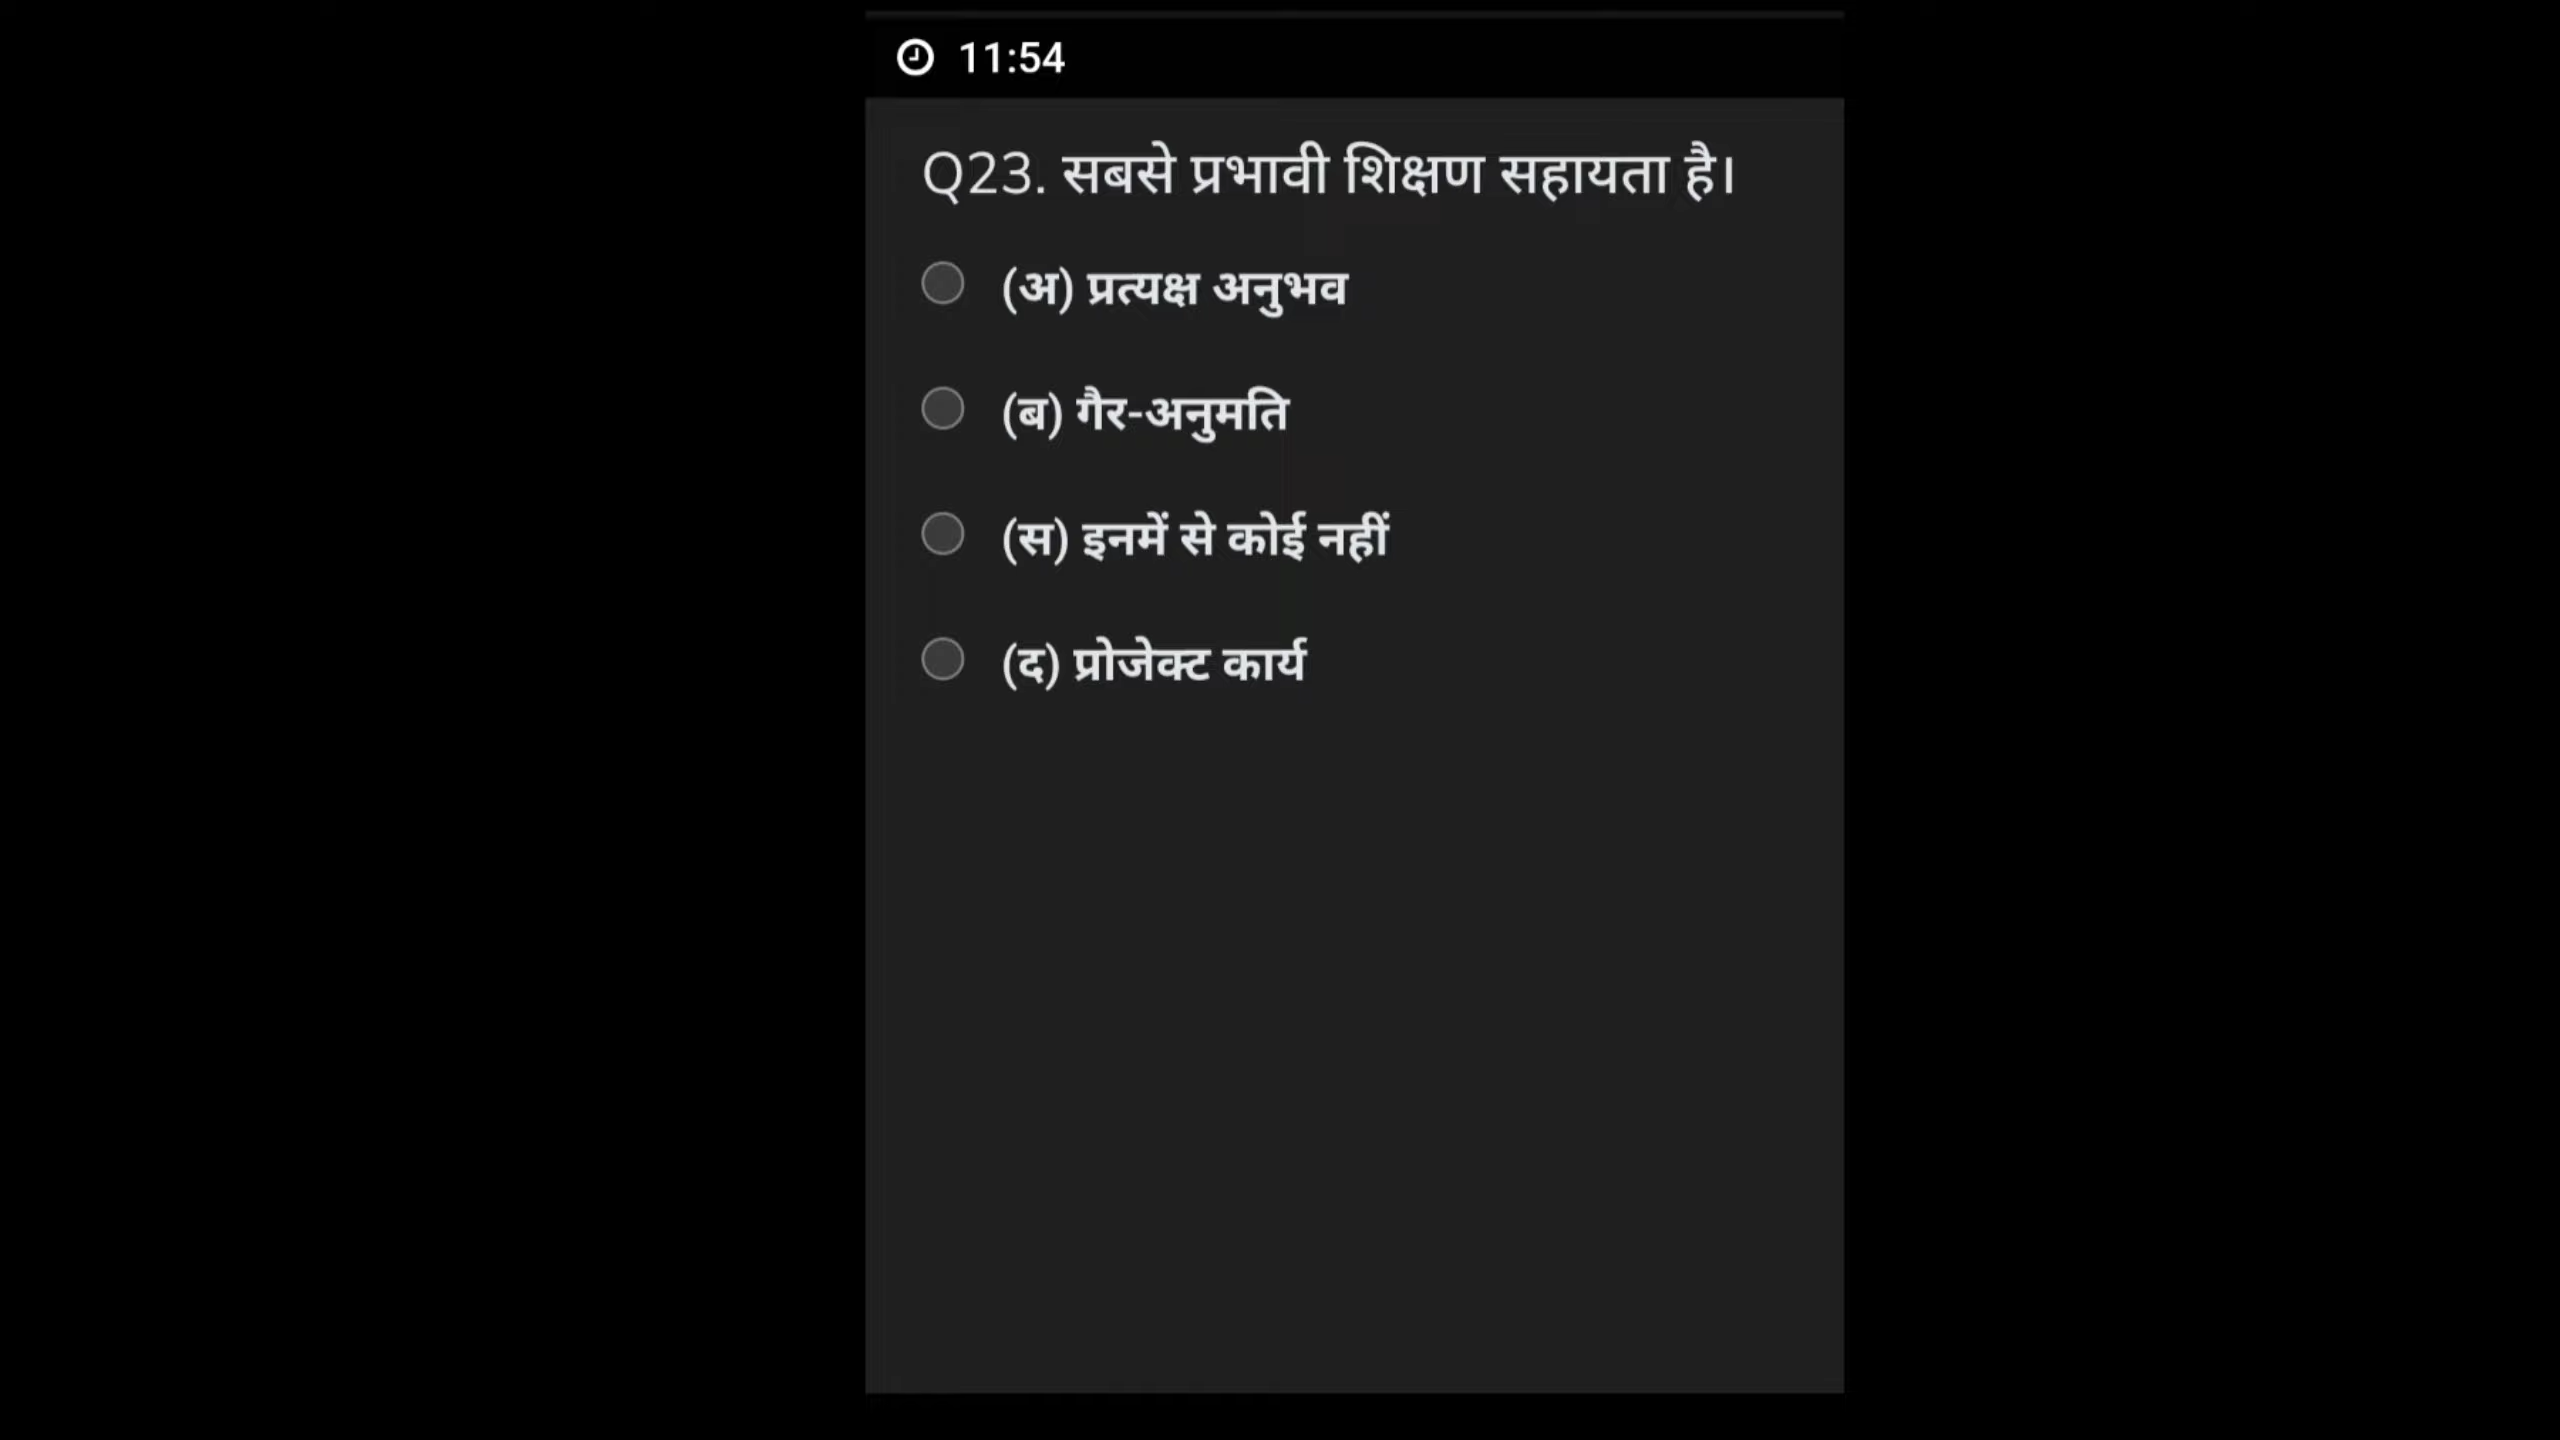 11:54
Q23. सबसे प्रभावी शिक्षण सहायता है।
(अ) प्रत्यक्ष अनुभव
(ब) गैर-अनुमति
(स) इनमें से कोई नहीं
(द) प्रोजेक्ट कार्य